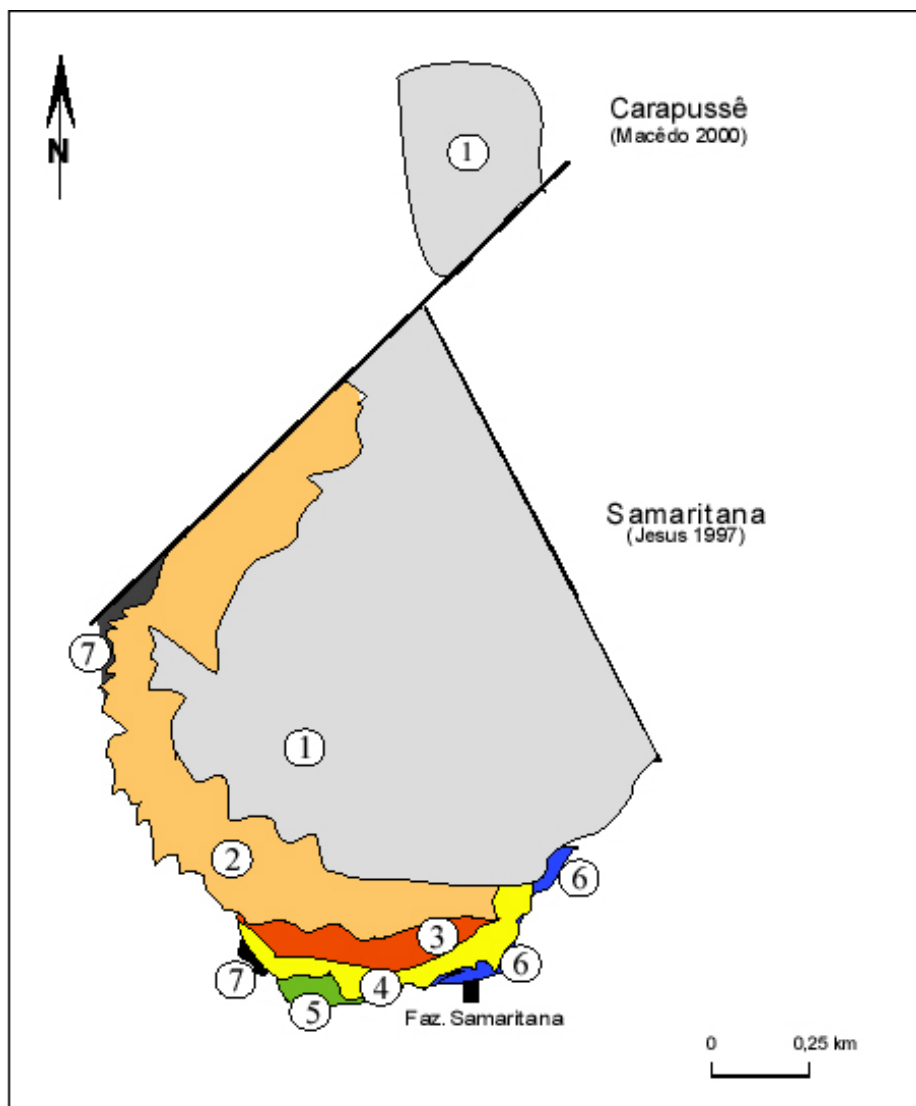 Carapussê
(Macêdo 2000)
1
N
Samaritana
(Jesus 1997)
7
1
2
6
3
6
7
4
5
Faz. Samaritana
0 0,25 km